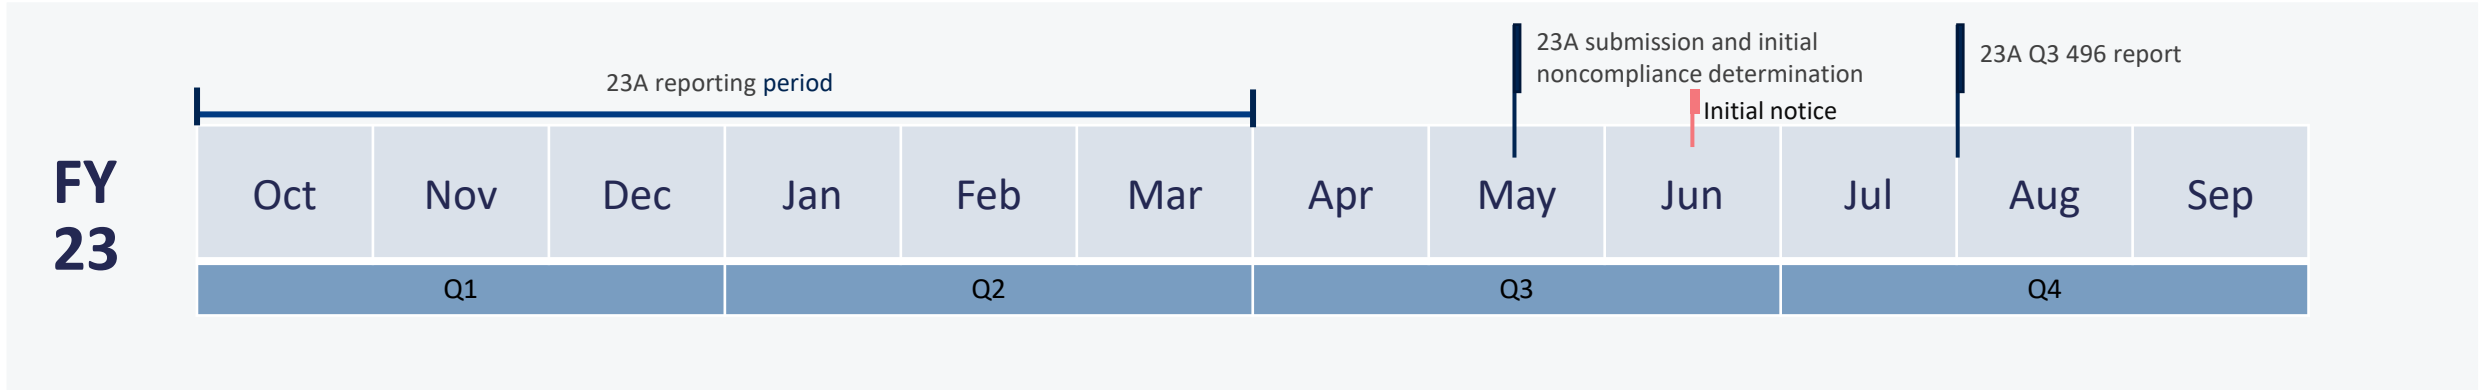 23A reporting period
23A submission and initial
noncompliance determination
Initial notice
23A Q3 496 report
FY
23
Oct Nov Dec Jan Feb Mar Apr May Jun Jul Aug Sep
Q1 Q2 Q3 Q4